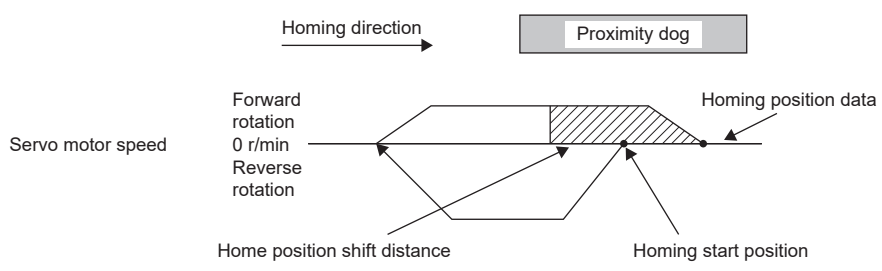 Homing direction
Proximity dog
Forward
rotation
Homing position data
Servo motor speed
0 r/min
Reverse
rotation
Home position shift distance
Homing start position